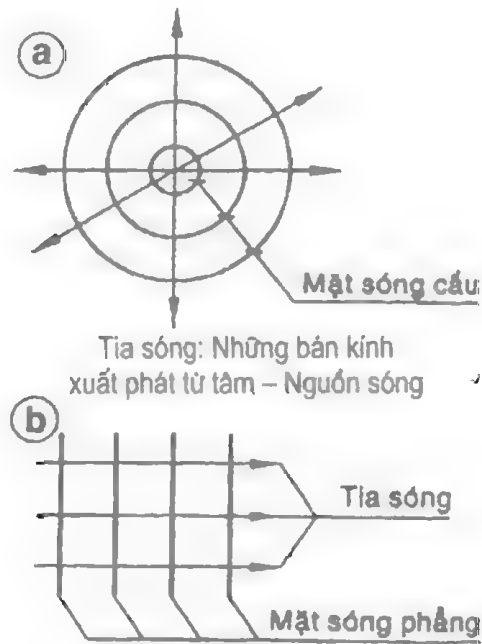 a
Mặt sóng cầu
Tia sóng: Những bán kính
xuất phát từ tâm – Nguồn sóng
b
Tia sóng
Mặt sóng phẳng